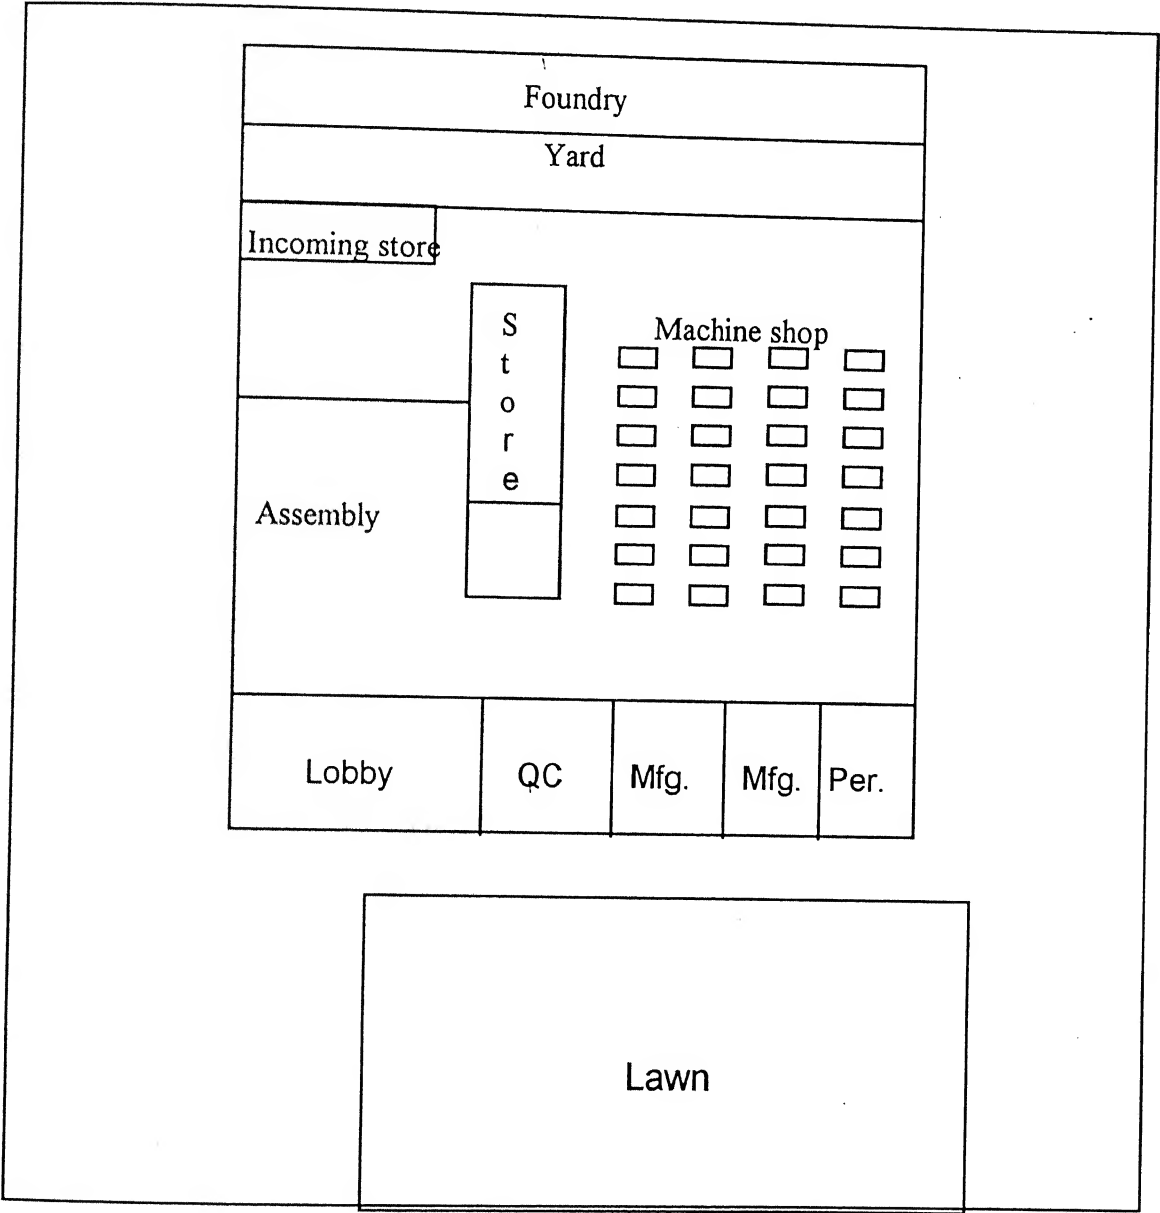 Foundry
Yard
Incoming store
Machine shop
S
t
o
r
e
Assembly
Lobby
QC
Mfg.
Mfg.
Per.
Lawn